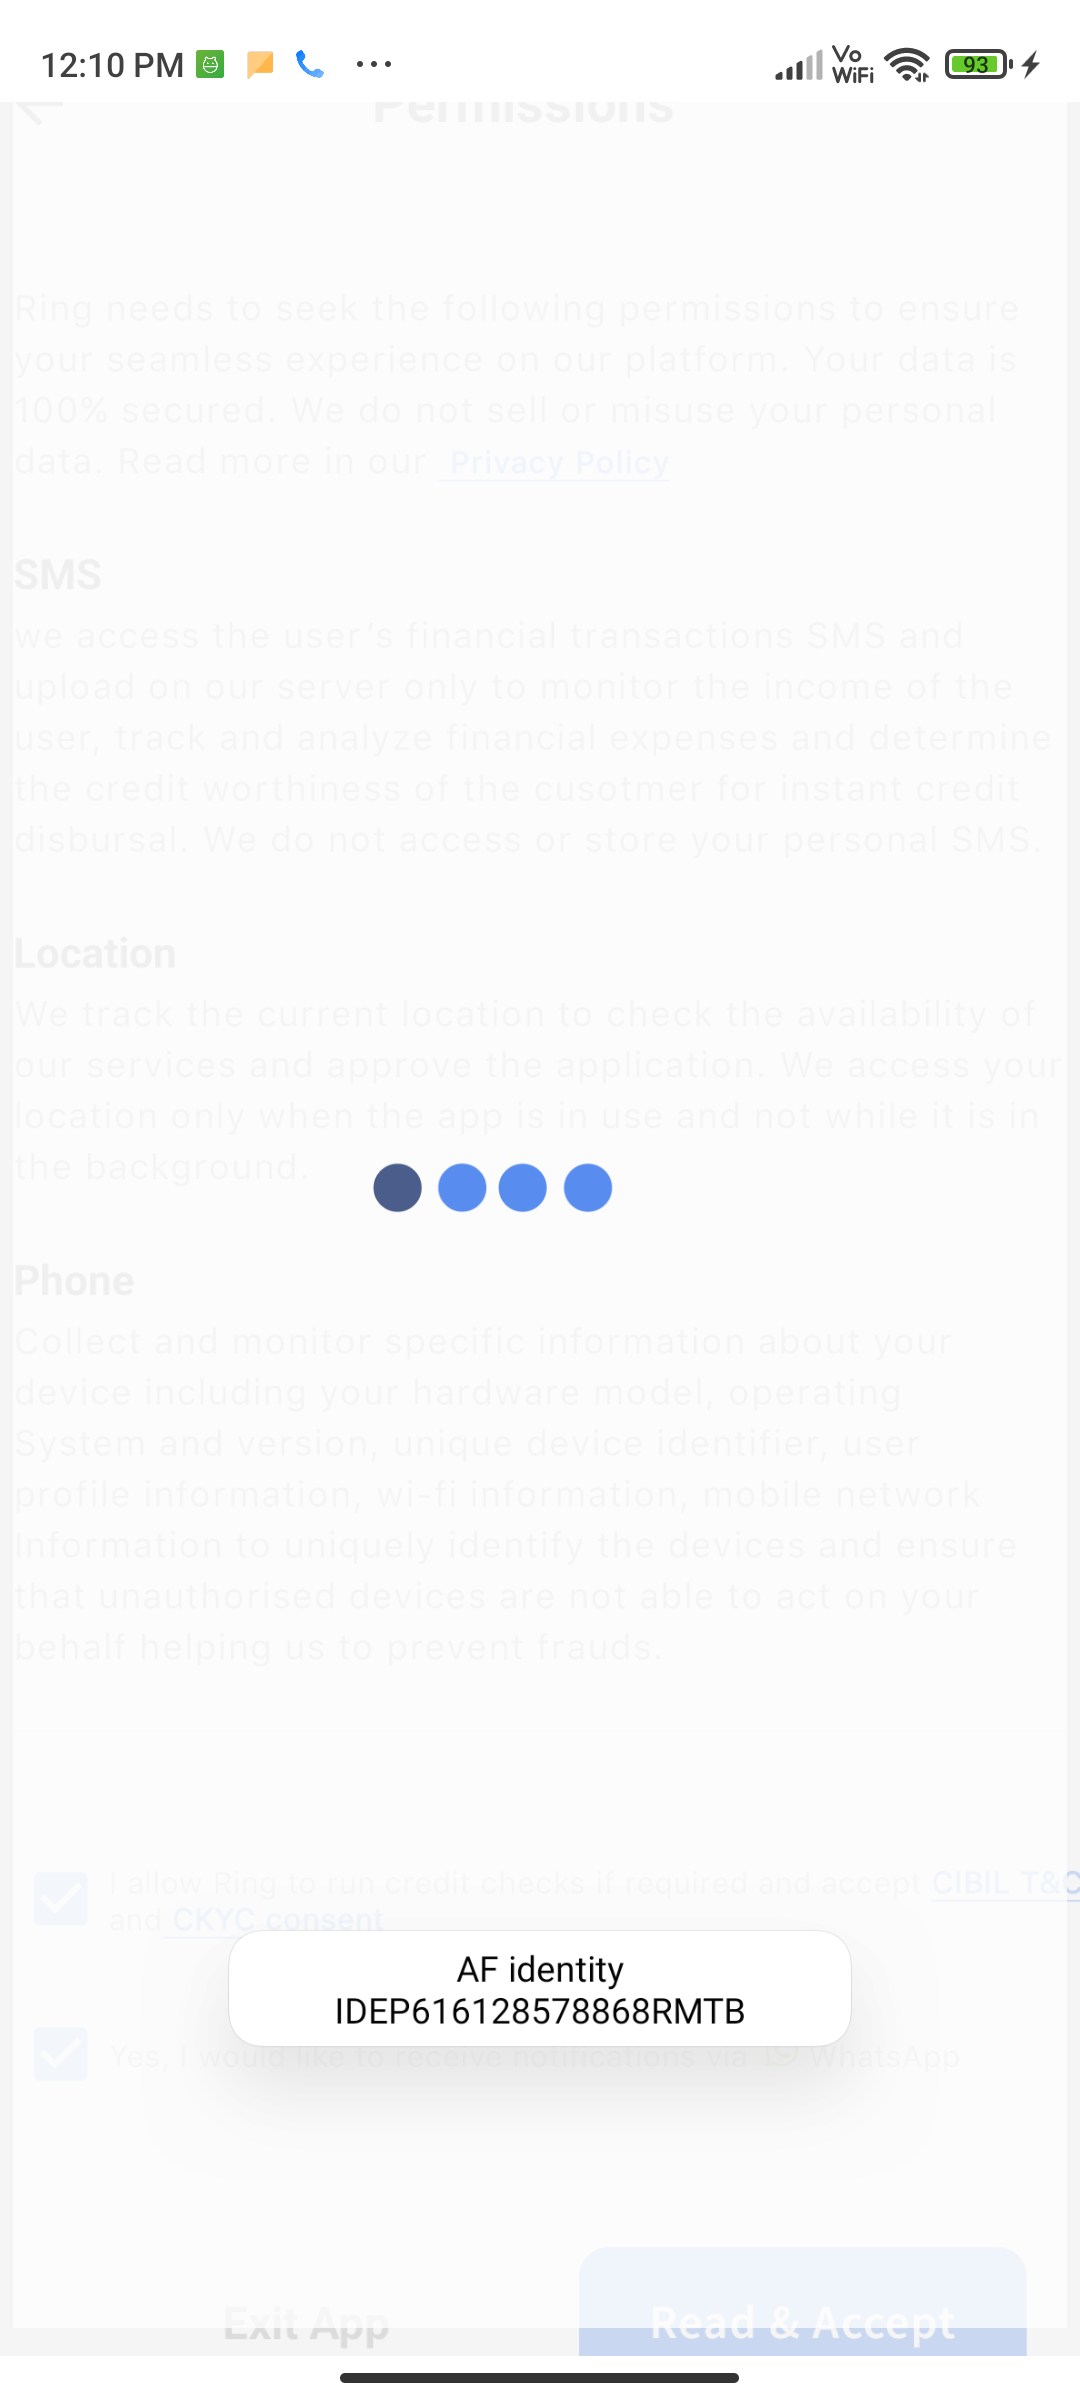 12:10 PM
Vo
WiFi
93
Permissions
Ring needs to seek the following permissions to ensure
your seamless experience on our platform. Your data is
100% secured. We do not sell or misuse your personal
data. Read more in our Privacy Policy
SMS
we access the user's financial transactions SMS and
upload on our server only to monitor the income of the
user, track and analyze financial expenses and determine
the credit worthiness of the cusotmer for instant credit
disbursal. We do not access or store your personal SMS.
Location
We track the current location to check the availability of
our services and approve the application. We access your
location only when the app is in use and not while it is in
the background.
Phone
Collect and monitor specific information about your
device including your hardware model, operating
System and version, unique device identifier, user
profile information, wi-fi information, mobile network
Information to uniquely identify the devices and ensure
that unauthorised devices are not able to act on your
behalf helping us to prevent frauds.
I allow Ring to run credit checks if required and accept CIBIL T&C
and CKYC consent
AF identity
IDEP616128578868RMTB
Yes, I would like to receive notifications via WhatsApp
Exit App
Read & Accept